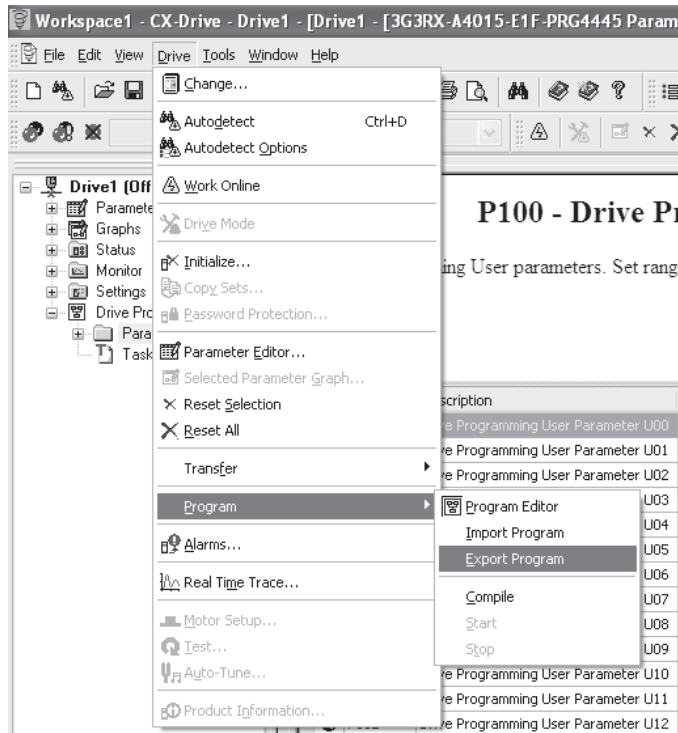 Workspace1 - CX-Drive - Drive1 - [Drive1 - [3G3RX-A4015-E1F-PRG4445 Param
File Edit View Drive Tools Window Help
Change...
Autodetect Ctrl+D
Autodetect Options
Work Online
Drive Mode
Initialize...
Copy Sets...
Password Protection...
Parameter Editor...
Selected Parameter Graph...
Reset Selection
Reset All
Transfer
Program
Alarms...
Real Time Trace...
Motor Setup...
Test...
Auto-Tune...
Product Information...
Program Editor
Import Program
Export Program
Compile
Start
Stop
Drive1 (Off
Paramete
Graphs
Status
Monitor
Settings
Drive Pro
Para
Task
P100 - Drive Pr
ing User parameters. Set rang
scription
e Programming User Parameter U00
e Programming User Parameter U01
e Programming User Parameter U02
U03
U04
U05
U06
U07
U08
U09
e Programming User Parameter U10
e Programming User Parameter U11
e Programming User Parameter U12